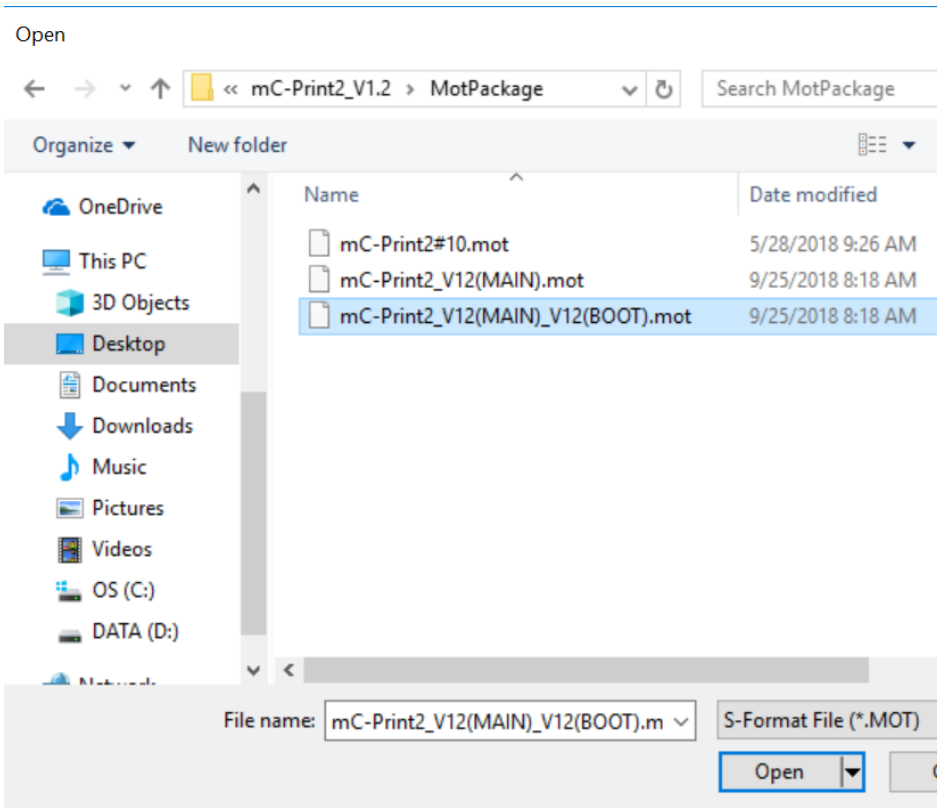 Open
« mC-Print2_V1.2 › MotPackage
Search MotPackage
Organize
New folder
Name
Date modified
OneDrive
This PC
3D Objects
Desktop
Documents
Downloads
Music
Pictures
Videos
OS (C:)
DATA (D:)
mC-Print2#10.mot 5/28/2018 9:26 AM
mC-Print2_V12(MAIN).mot 9/25/2018 8:18 AM
mC-Print2_V12(MAIN)_V12(BOOT).mot 9/25/2018 8:18 AM
File name: mC-Print2_V12(MAIN)_V12(BOOT).m
S-Format File (*.MOT)
Open